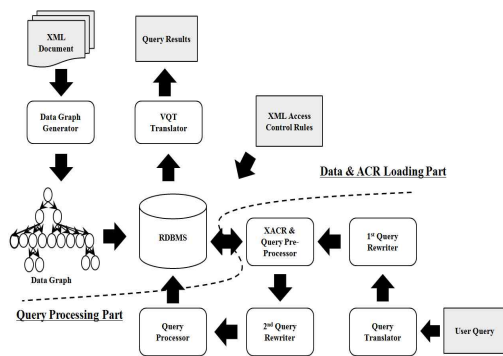 XML
Document
Query Results
Data Graph
Generator
VQT
Translator
XML Access
Control Rules
Data & ACR Loading Part
RDBMS
XACR &
Query Pre-
Processor
1st Query
Rewriter
Data Graph
Query Processing Part
Query
Processor
2nd Query
Rewriter
Query
Translator
User Query